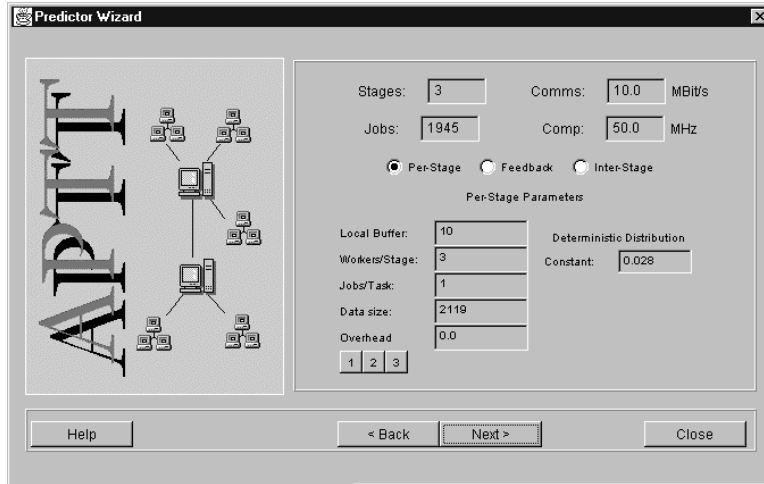 Predictor Wizard
APTT
Stages: 3 Comms: 10.0 MBit/s
Jobs: 1945 Comp: 50.0 MHz
Per-Stage Feedback Inter-Stage
Per-Stage Parameters
Local Buffer: 10
Workers/Stage: 3
Jobs/Task: 1
Data size: 2119
Overhead 0.0
1 2 3
Deterministic Distribution
Constant: 0.028
Help < Back Next > Close